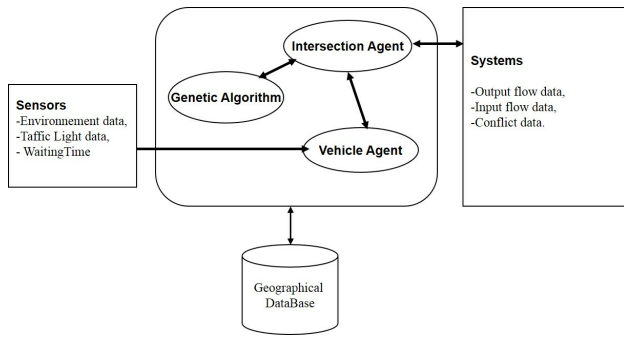 Intersection Agent
Genetic Algorithm
Vehicle Agent
Sensors
-Environnement data,
-Taffic Light data,
- WaitingTime
Systems
-Output flow data,
-Input flow data,
-Conflict data.
Geographical
DataBase